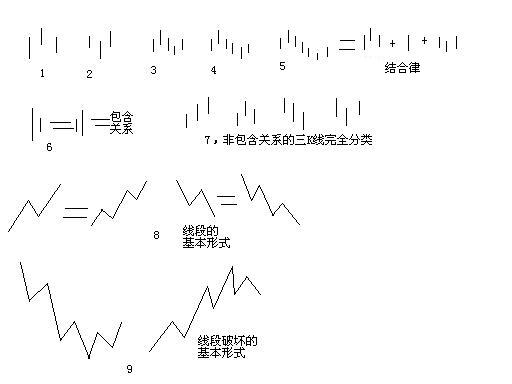 1 2 3 4 5 结合律
6 包含
关系
7，非包含关系的三K线完全分类
8 线段的
基本形式
9 线段破坏的
基本形式